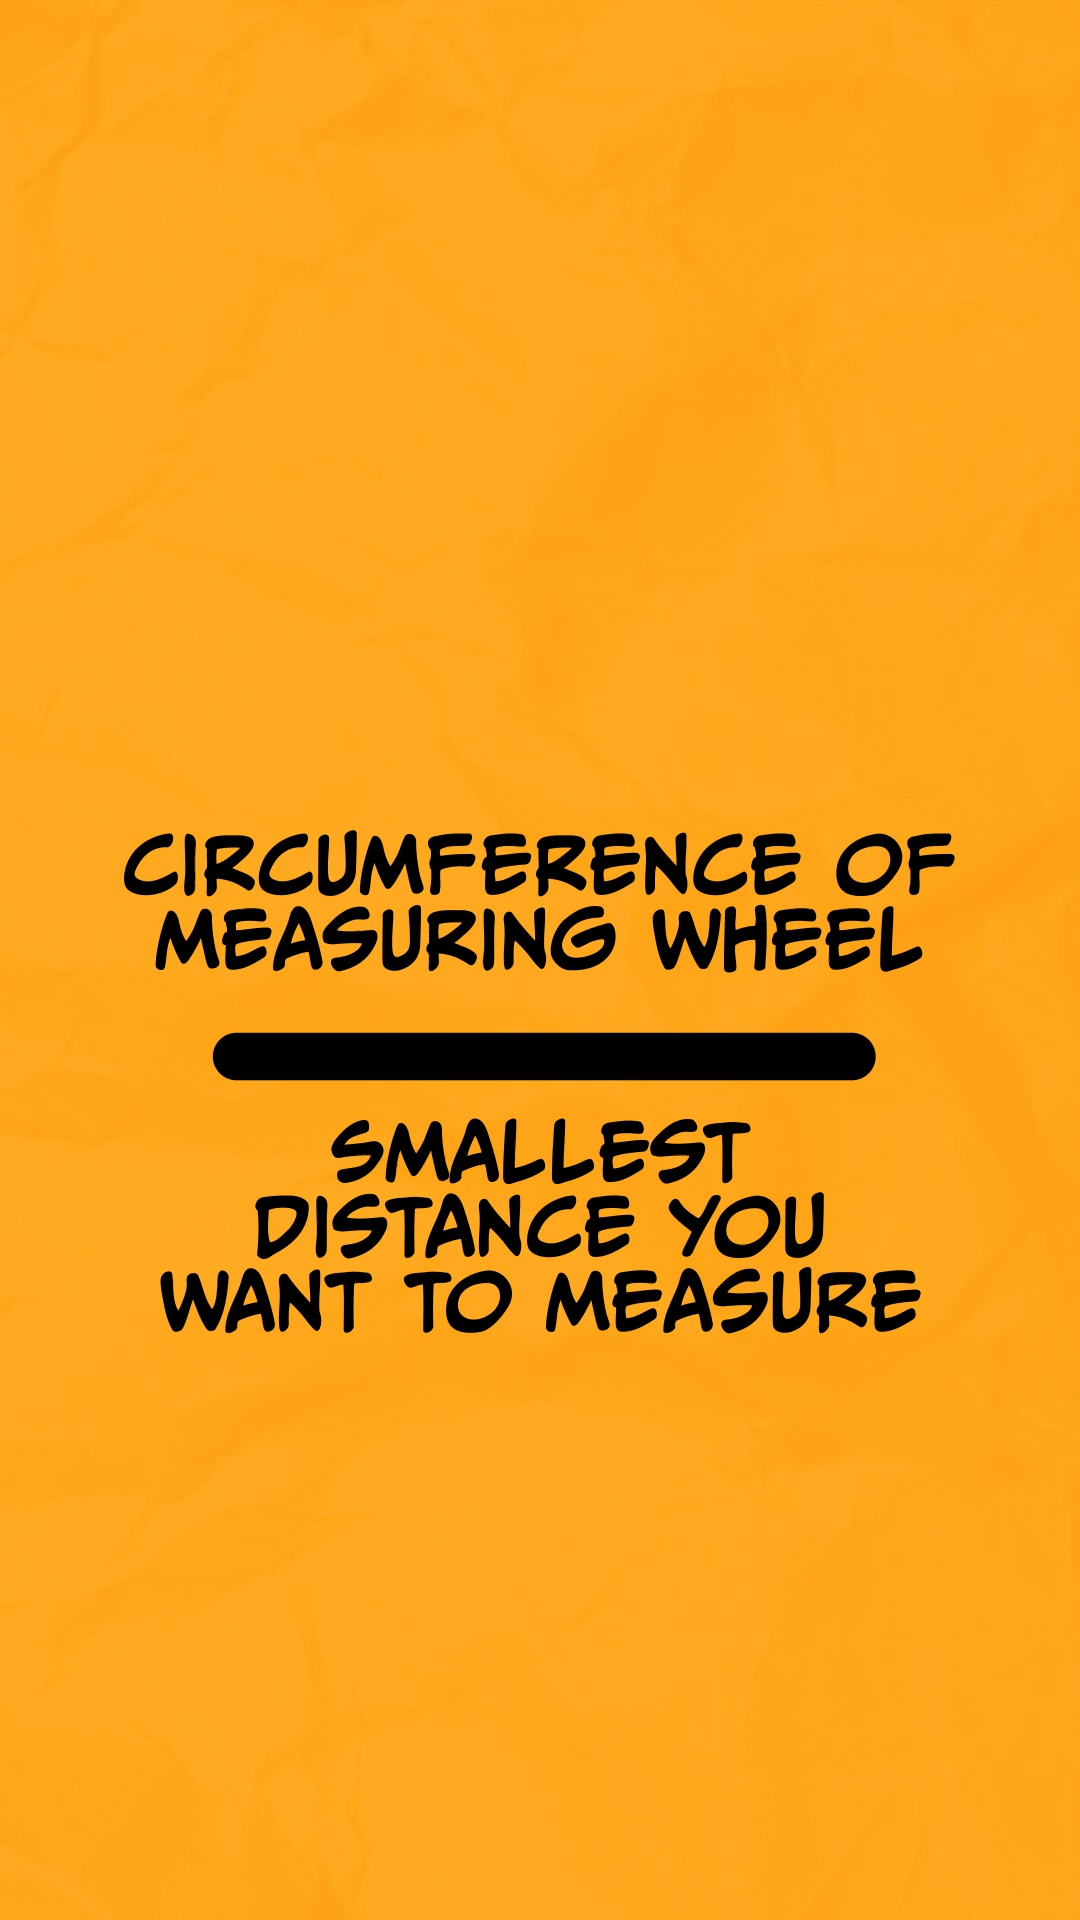 CIRCUMFERENCE OF
MEASURING WHEEL
SMALLEST
DISTANCE YOU
WANT TO MEASURE